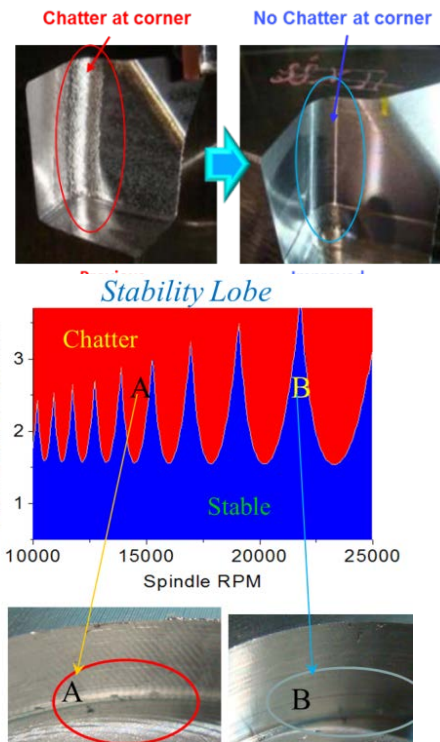 Chatter at corner
No Chatter at corner
Stability Lobe
Chatter
3
A
B
2
Stable
1
10000 15000 20000 25000
Spindle RPM
A
B